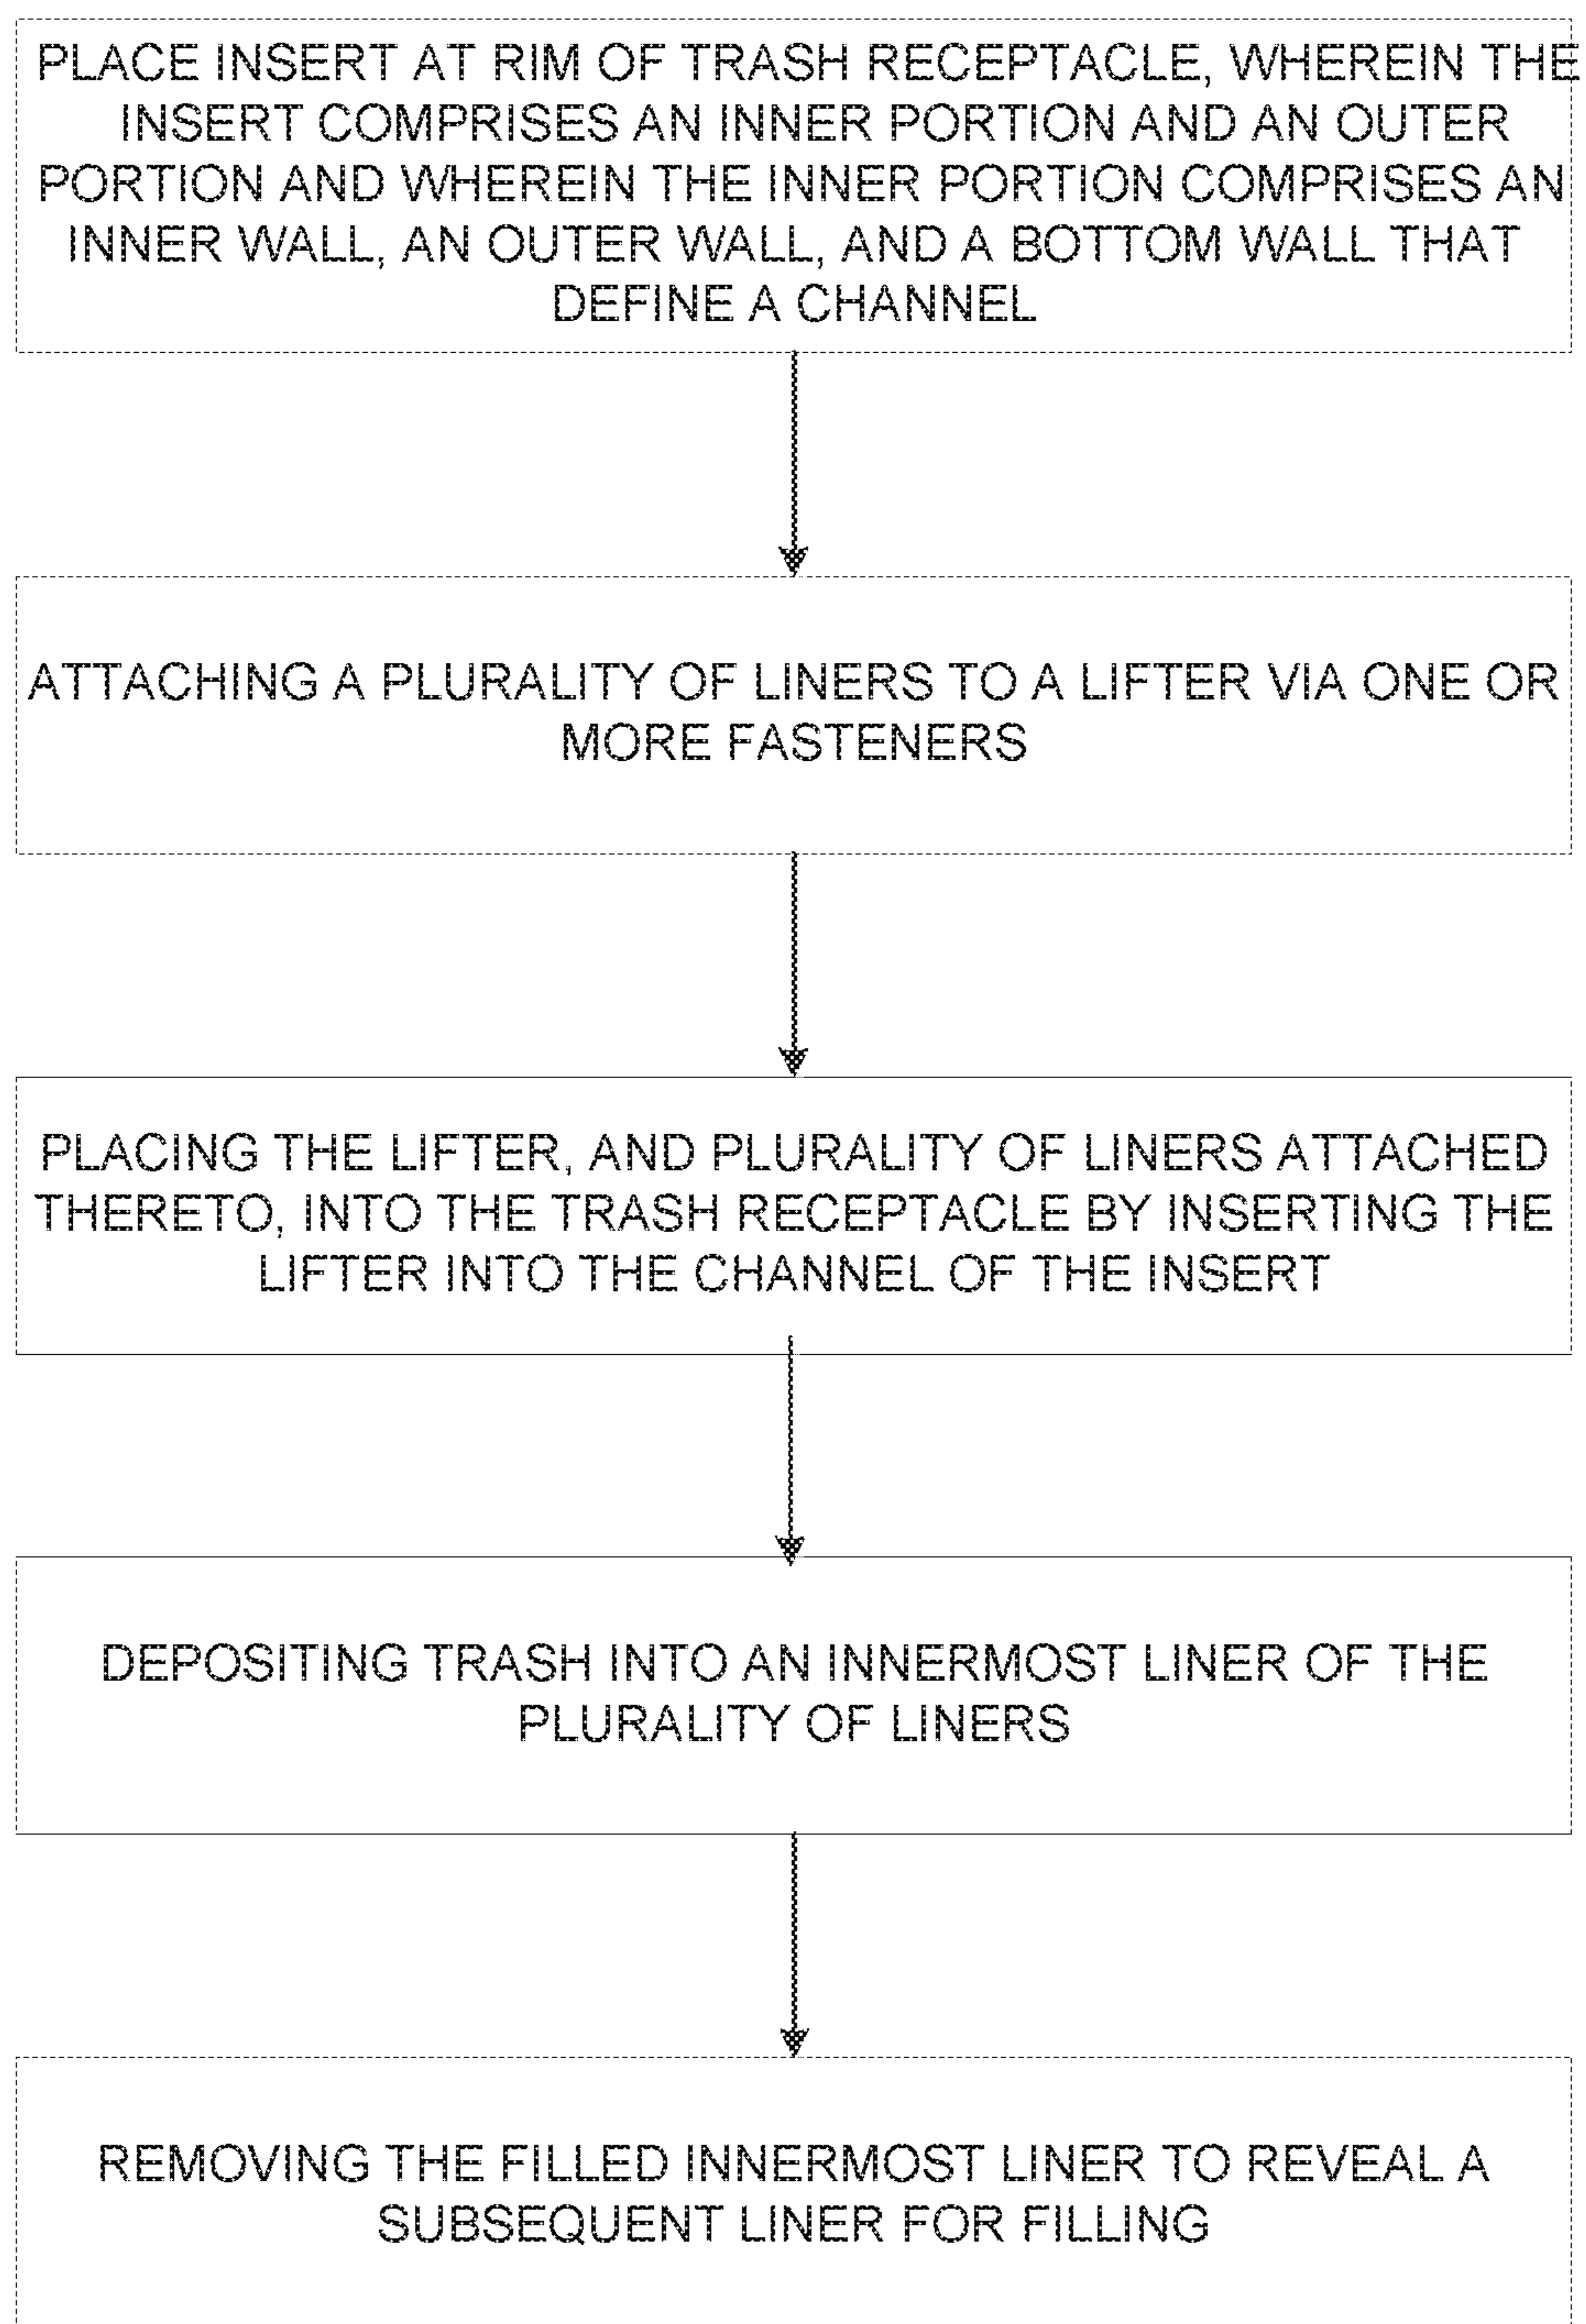 PLACE INSERT AT RIM OF TRASH RECEPTACLE, WHEREIN THE
INSERT COMPRISES AN INNER PORTION AND AN OUTER
PORTION AND WHEREIN THE INNER PORTION COMPRISES AN
INNER WALL, AN OUTER WALL, AND A BOTTOM WALL THAT
DEFINE A CHANNEL
ATTACHING A PLURALITY OF LINERS TO A LIFTER VIA ONE OR
MORE FASTENERS
PLACING THE LIFTER, AND PLURALITY OF LINERS ATTACHED
THERETO, INTO THE TRASH RECEPTACLE BY INSERTING THE
LIFTER INTO THE CHANNEL OF THE INSERT
DEPOSITING TRASH INTO AN INNERMOST LINER OF THE
PLURALITY OF LINERS
REMOVING THE FILLED INNERMOST LINER TO REVEAL A
SUBSEQUENT LINER FOR FILLING